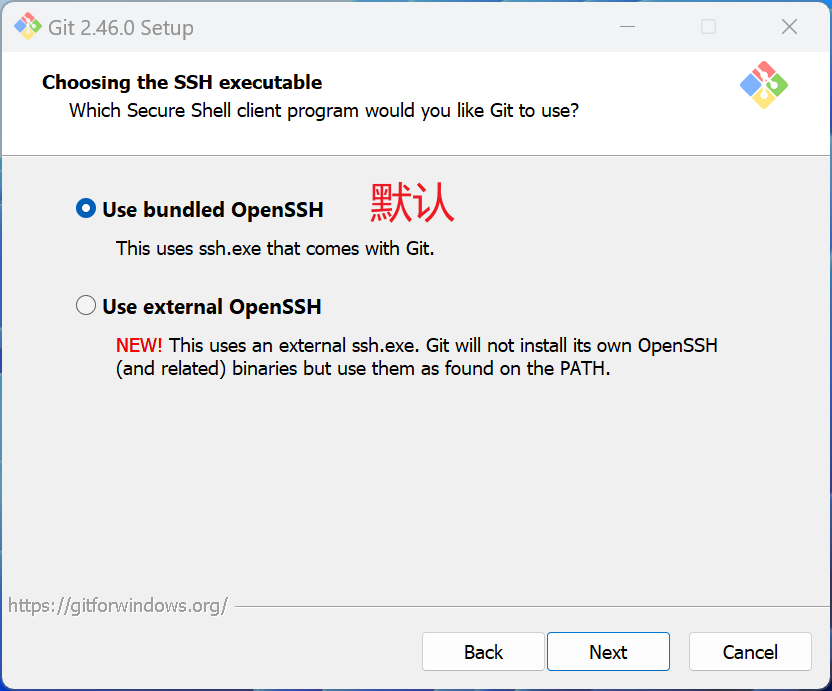 Git 2.46.0 Setup
Choosing the SSH executable
Which Secure Shell client program would you like Git to use?
Use bundled OpenSSH 默认
This uses ssh.exe that comes with Git.
Use external OpenSSH
NEW! This uses an external ssh.exe. Git will not install its own OpenSSH
(and related) binaries but use them as found on the PATH.
https://gitforwindows.org/
Back Next Cancel